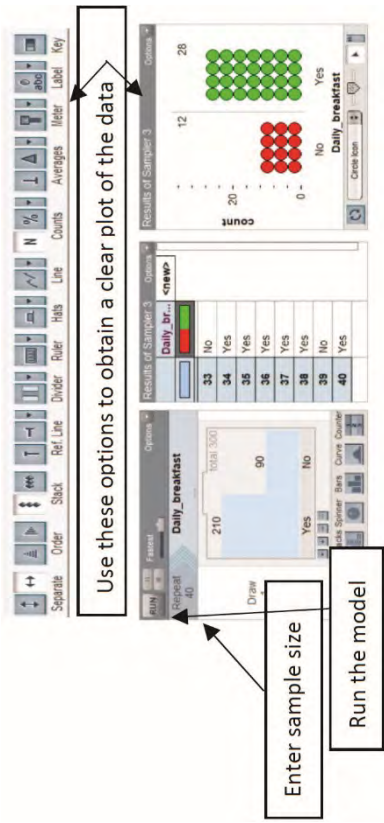 Separate Order Stack Ref. Line Divider Ruler Hats Line Counts Averages Meter Label Key
N % abc
Use these options to obtain a clear plot of the data
RUN Fastest Options
Repeat
40
Daily_breakfast
total 300
210
90
Draw
Yes No
Spinner Bars Curve Counter
Results of Sampler 3 Options
Daily_br... <new>
33 No
34 Yes
35 Yes
36 Yes
37 Yes
38 Yes
39 No
40 Yes
Results of Sampler 3 Options
12 28
count
20
0
No Yes
Daily_breakfast
Circle Icon
Enter sample size
Run the model